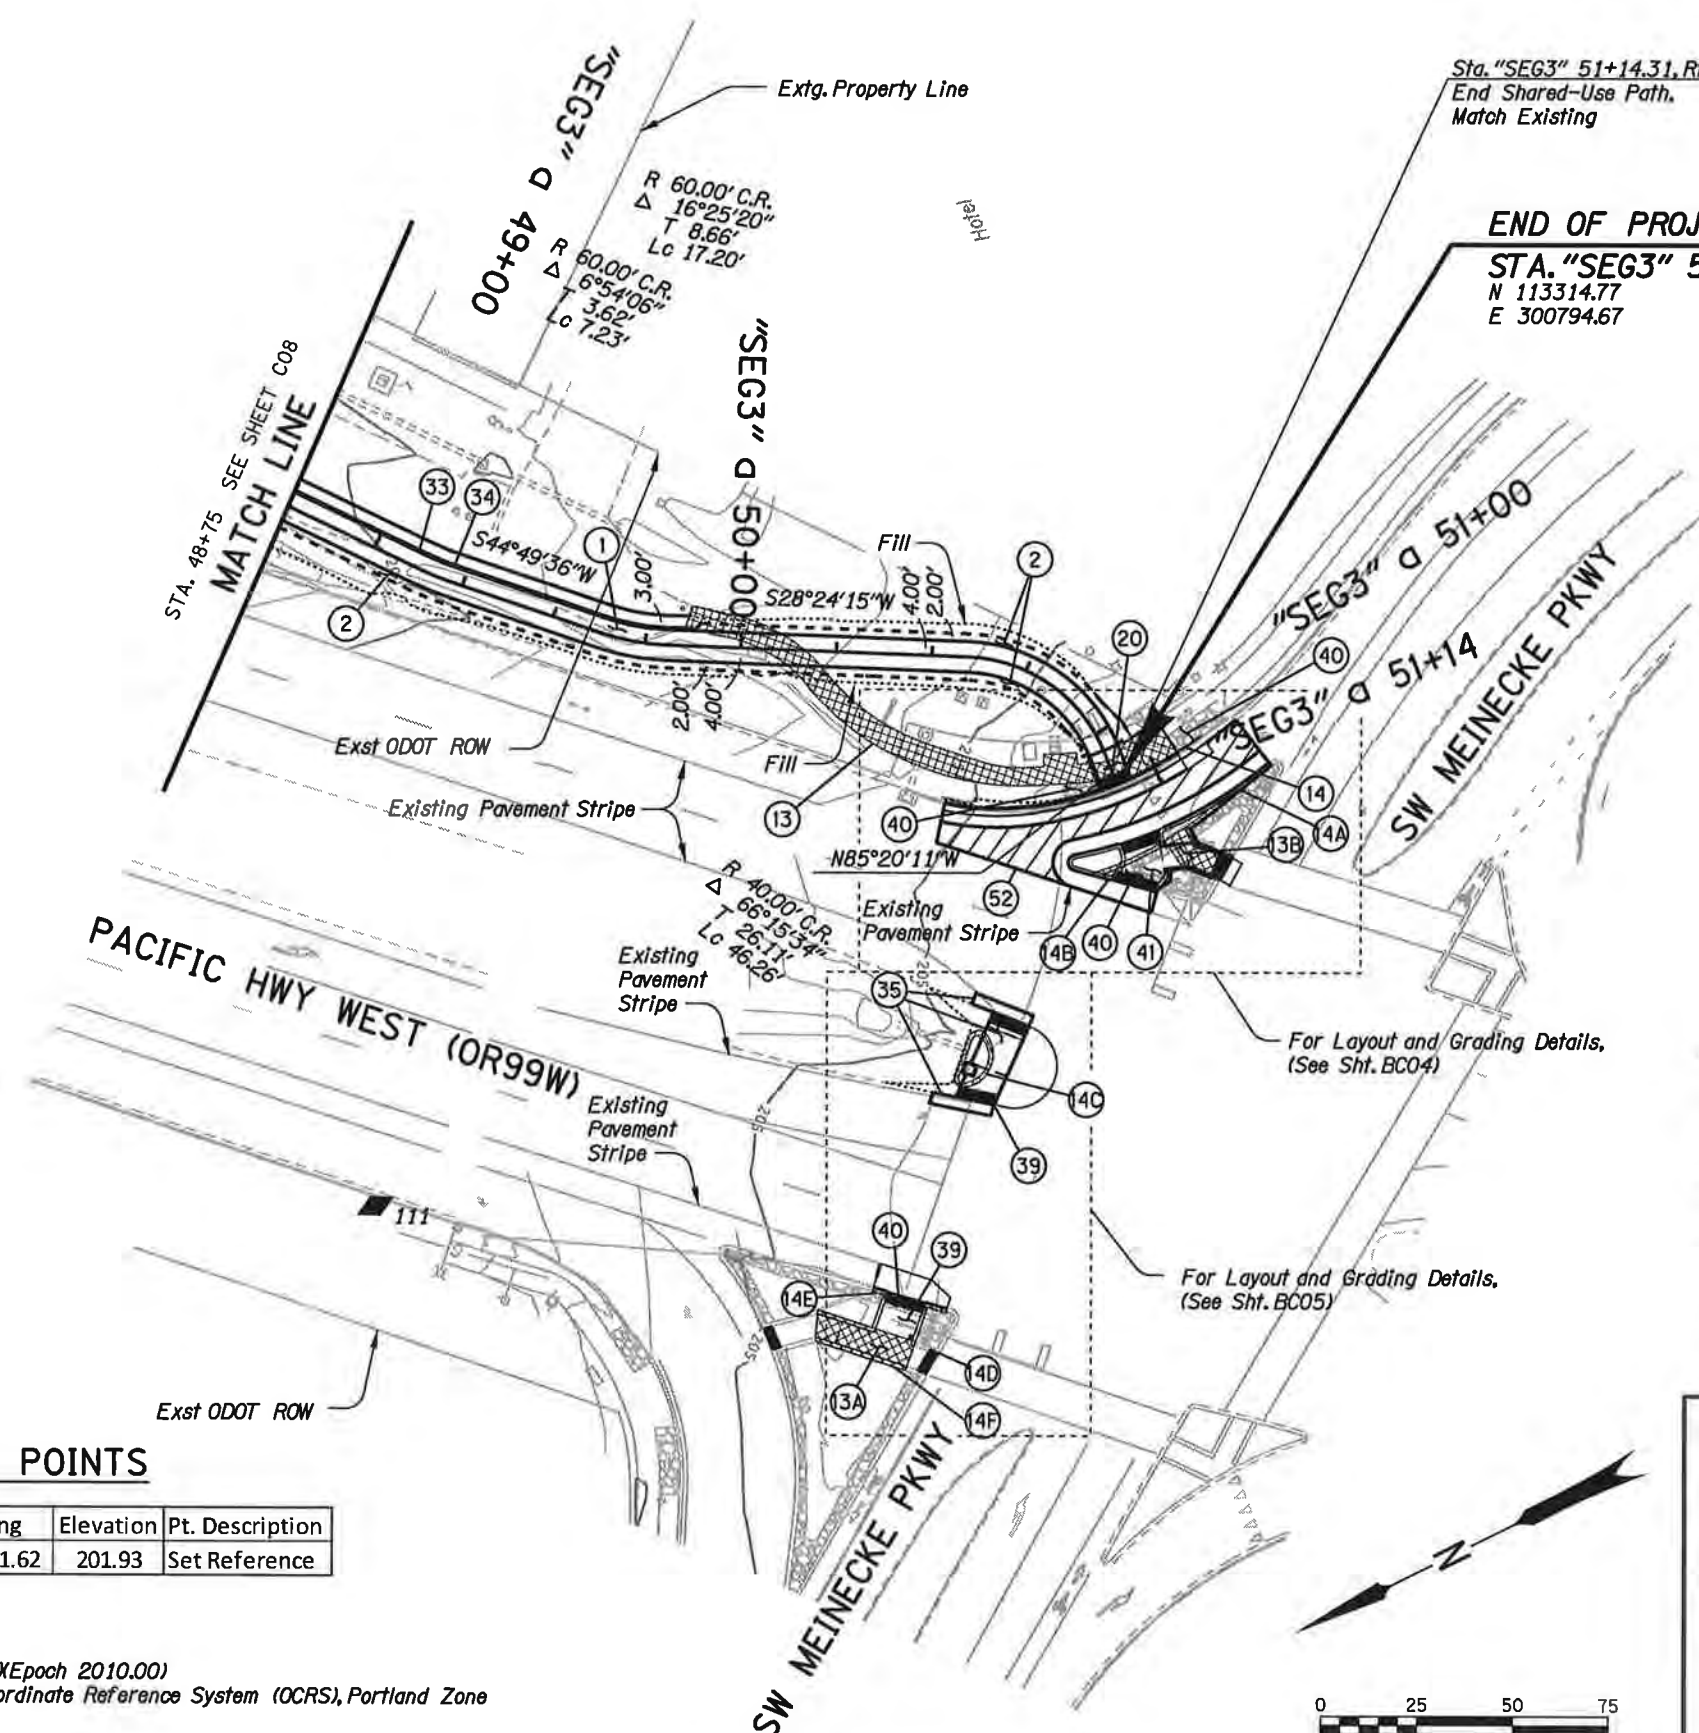 Extg. Property Line
"SEG3" 49+00
R 60.00' C.R.
△ 16°25'20"
T 8.66'
Lc 17.20'
R 60.00' C.R.
△ 6°54'06"
T 3.62'
Lc 7.23'
Hotel
Sta. "SEG3" 51+14.31,
End Shared-Use Path.
Match Existing
END OF
STA. "SEG3"
N 113314.77
E 300794.67
STA. 48+75 SEE SHEET C08
MATCH LINE
"SEG3" 50+00
33
34
S44°49'36"W
1
3.00'
S28°24'15"W
Fill
4.00'
2.00'
2
20
"SEG3" 51+00
"SEG3" 51+14
40
SW MEINECKE PKWY
2
2.00'
4.00'
Exst ODOT ROW
Fill
Existing Pavement Stripe
13
40
14
14A
13B
N85°20'11"W
52
R 40.00' C.R.
△ 66°15'34"
T 26.11'
Lc 46.26'
Existing
Pavement Stripe
14B
40
41
PACIFIC HWY WEST (OR99W)
Existing
Pavement
Stripe
205
35
For Layout and Grading Details,
(See Sht. BC04)
14C
Existing
Pavement
Stripe
205
39
111
40
39
For Layout and Grading Details,
(See Sht. BC05)
14E
205
14D
13A
14F
Exst ODOT ROW
POINTS
ng Elevation Pt. Description
1.62 201.93 Set Reference
SW MEINECKE PKWY
N
(Epoch 2010.00)
ordinate Reference System (OCRS), Portland Zone
0 25 50 75